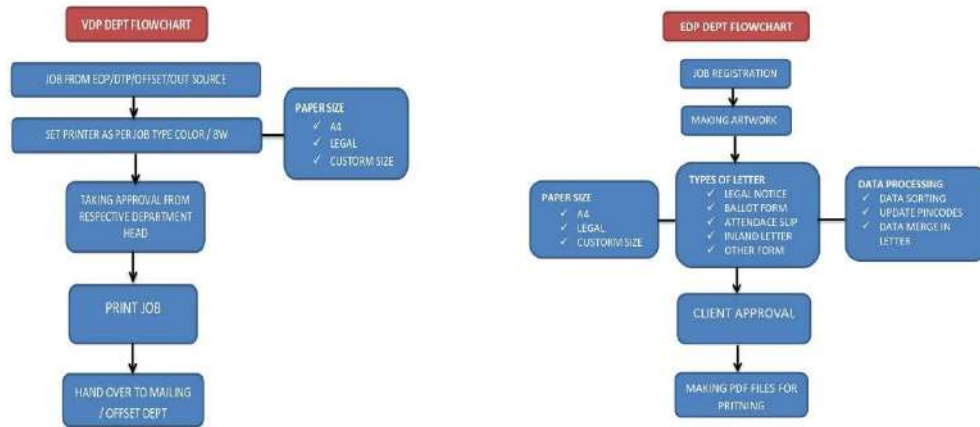 VDP DEPT FLOWCHART
JOB FROM EDP/DTP/OFFSET/OUT SOURCE
SET PRINTER AS PER JOB TYPE COLOR / BW
PAPER SIZE
✓ A4
✓ LEGAL
✓ CUSTORM SIZE
TAKING APPROVAL FROM
RESPECTIVE DEPARTMENT
HEAD
PRINT JOB
HAND OVER TO MAILING
/ OFFSET DEPT
EDP DEPT FLOWCHART
JOB REGISTRATION
MAKING ARTWORK
PAPER SIZE
✓ A4
✓ LEGAL
✓ CUSTORM SIZE
TYPES OF LETTER
✓ LEGAL NOTICE
✓ BALLOT FORM
✓ ATTENDACE SLIP
✓ INLAND LETTER
✓ OTHER FORM
DATA PROCESSING
✓ DATA SORTING
✓ UPDATE PINCODES
✓ DATA MERGE IN
LETTER
CLIENT APPROVAL
MAKING PDF FILES FOR
PRITNING